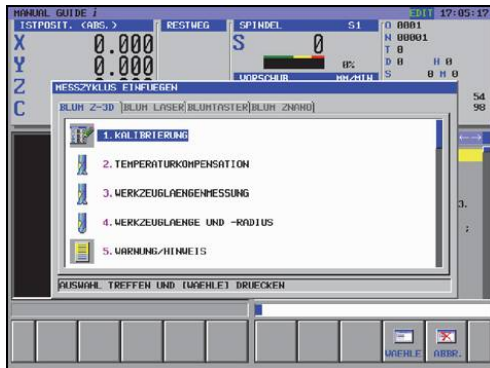 MANUAL GUIDE i EDIT 17:05:17
ISTPOSIT. (ABS.) RESTWEG SPINDEL S1 O 0001
X 0.000 S 0 N 00001
T 0
Y 0.000 0% D 0 H 0
Z VORSCHUB MM/MIN S 0 M 0
MESSZYKLUS EINFUEGEN
C 54
98
BLUM Z-3D BLUM LASER BLUMTASTER BLUM ZNANO
1. KALIBRIERUNG
2. TEMPERATURKOMPENSATION
3. WERKZEUGLAENGENMESSUNG
3.
4. WERKZEUGLAENGE UND -RADIUS
;
5. WARNUNG/HINWEIS
AUSWAHL TREFFEN UND [WAEHLE] DRUECKEN
WAEHLE ABBR.